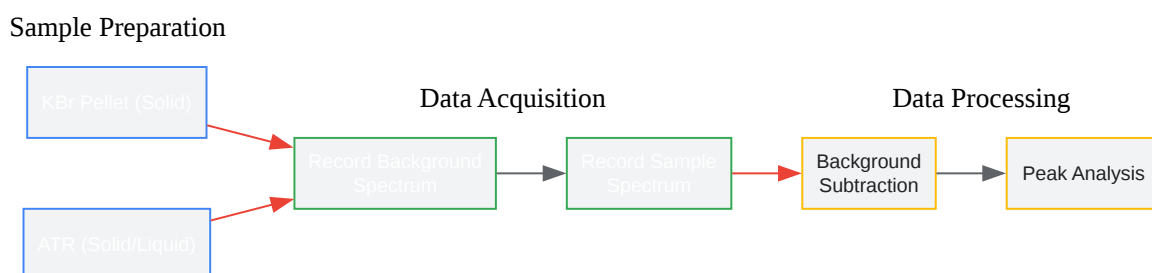 Sample Preparation
KBr Pellet (Solid)
ATR (Solid/Liquid)
Data Acquisition
Record Background
Spectrum
Record Sample
Spectrum
Data Processing
Background
Subtraction
Peak Analysis